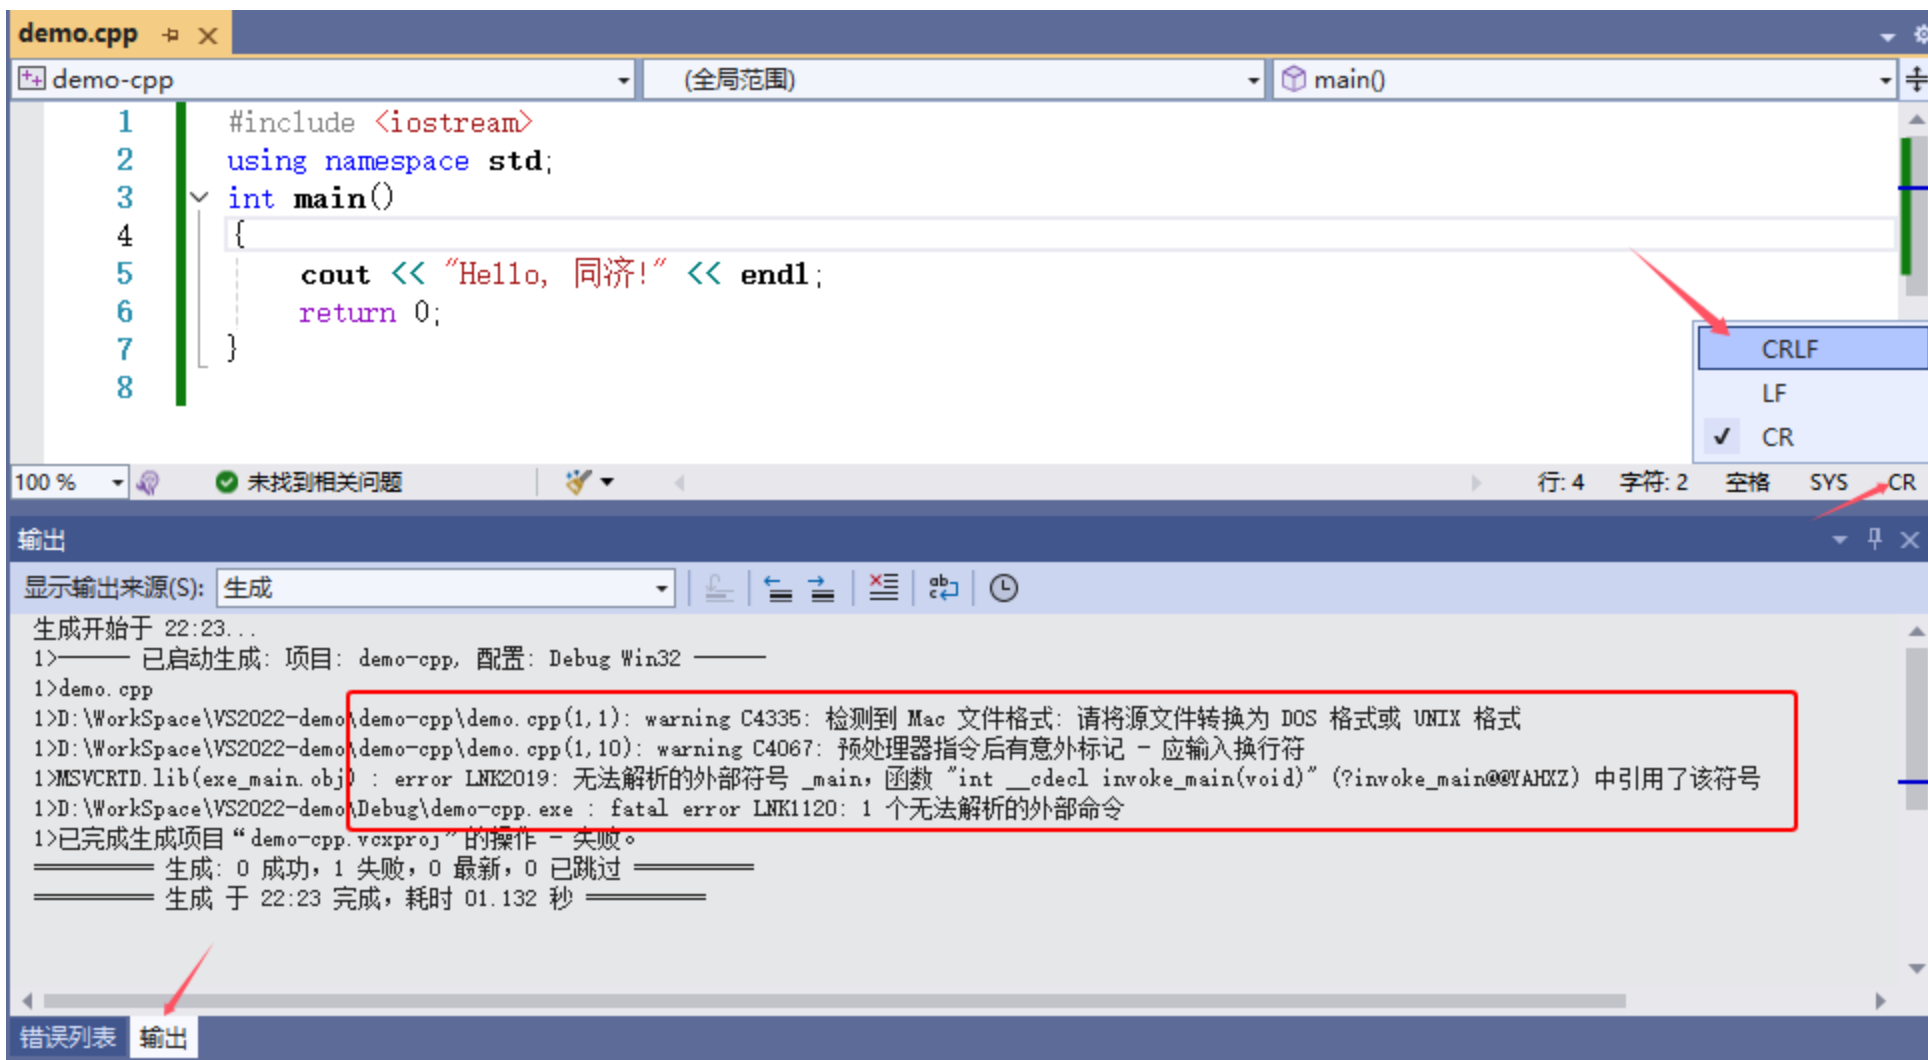 demo.cpp
demo-cpp (全局范围) main()
1 #include <iostream>
2 using namespace std;
3 int main()
4 {
5 cout << "Hello, 同济!" << endl;
6 return 0;
7 }
8
CRLF
LF
CR
100 % 未找到相关问题 行: 4 字符: 2 空格 SYS CR
输出
显示输出来源(S): 生成
生成开始于 22:23...
1>------ 已启动生成: 项目: demo-cpp, 配置: Debug Win32 ------
1>demo.cpp
1>D:\WorkSpace\VS2022-demo\demo-cpp\demo.cpp(1,1): warning C4335: 检测到 Mac 文件格式: 请将源文件转换为 DOS 格式或 UNIX 格式
1>D:\WorkSpace\VS2022-demo\demo-cpp\demo.cpp(1,10): warning C4067: 预处理器指令后有意外标记 - 应输入换行符
1>MSVCRTD.lib(exe_main.obj) : error LNK2019: 无法解析的外部符号 _main，函数 "int __cdecl invoke_main(void)" (?invoke_main@@YAHXZ) 中引用了该符号
1>D:\WorkSpace\VS2022-demo\Debug\demo-cpp.exe : fatal error LNK1120: 1 个无法解析的外部命令
1>已完成生成项目“demo-cpp.vcxproj”的操作 - 失败。
========== 生成: 0 成功，1 失败，0 最新，0 已跳过 ==========
========== 生成 于 22:23 完成，耗时 01.132 秒 ==========
错误列表 输出